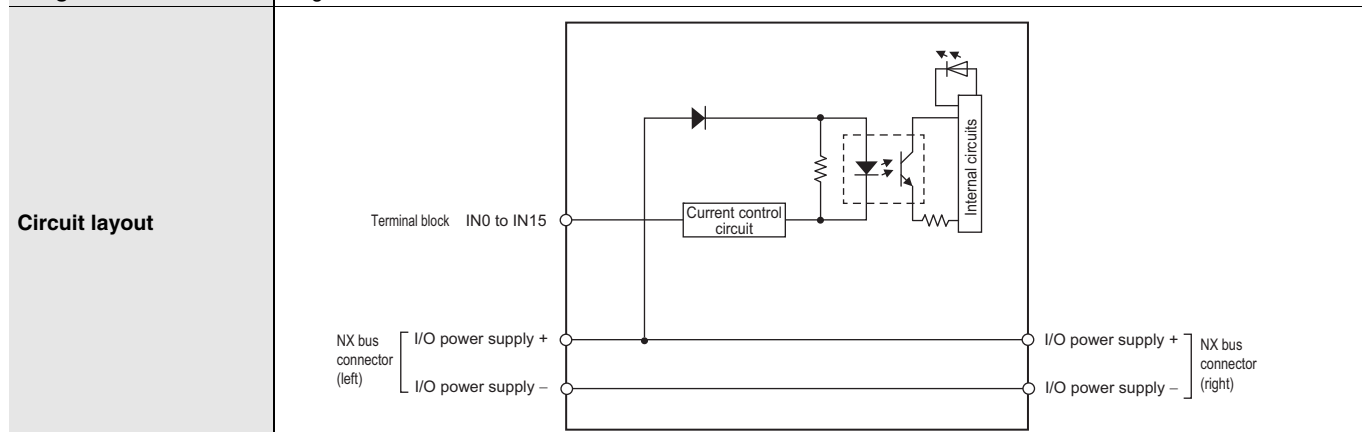 Circuit layout
Terminal block IN0 to IN15
Current control
circuit
Internal circuits
NX bus
connector
(left)
I/O power supply +
I/O power supply −
I/O power supply +
I/O power supply −
NX bus
connector
(right)